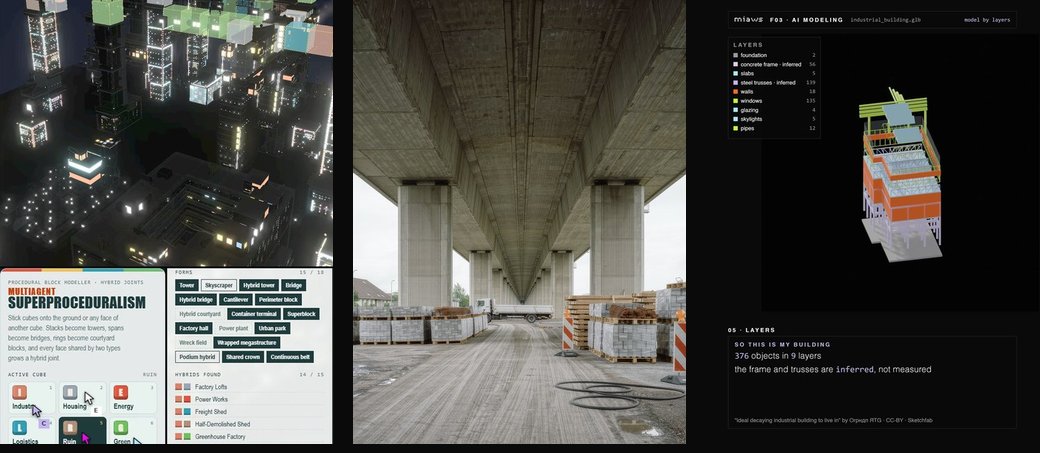 PROCEDURAL BLOCK MODELLER · HYBRID JOINTS
MULTIAGENT
SUPERPROCEDURALISM
Stick cubes onto the ground or any face of
another cube. Stacks become towers, spans
become bridges, rings become courtyard
blocks, and every face shared by two types
grows a hybrid joint
ACTIVE CUBE RUIN
I 1
Industry
H 2
Housing
E 3
Energy
C
E
L
Logistics
R 5
Ruin
G 6
Green
FORMS 15 / 18
Tower Skyscraper Hybrid tower Bridge
Hybrid bridge Cantilever Perimeter block
Hybrid courtyard Container terminal Superblock
Factory hall Power plant Urban park
Wreck field Wrapped megastructure
Podium hybrid Shared crown Continuous belt
HYBRIDS FOUND 14 / 15
Factory Lofts
Power Works
Freight Shed
Half-Demolished Shed
Greenhouse Factory
miaws F03 · AI MODELING industrial_building.glb model by layers
LAYERS
foundation 2
concrete frame · inferred 56
slabs 5
steel trusses · inferred 139
walls 18
windows 135
glazing 4
skylights 5
pipes 12
05 · LAYERS
SO THIS IS MY BUILDING
376 objects in 9 layers
the frame and trusses are inferred, not measured
"Ideal decaying industrial building to live in" by Огридл ЯTG · CC-BY · Sketchfab